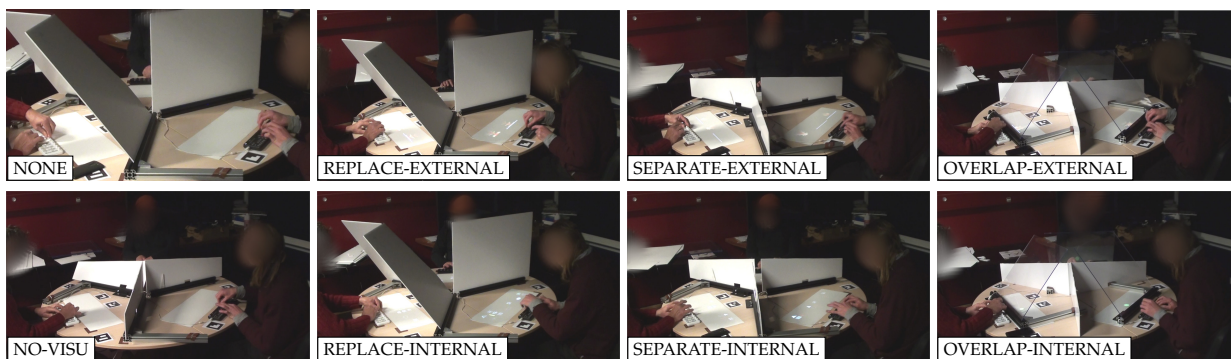 NONE
REPLACE-EXTERNAL
SEPARATE-EXTERNAL
OVERLAP-EXTERNAL
NO-VISU
REPLACE-INTERNAL
SEPARATE-INTERNAL
OVERLAP-INTERNAL